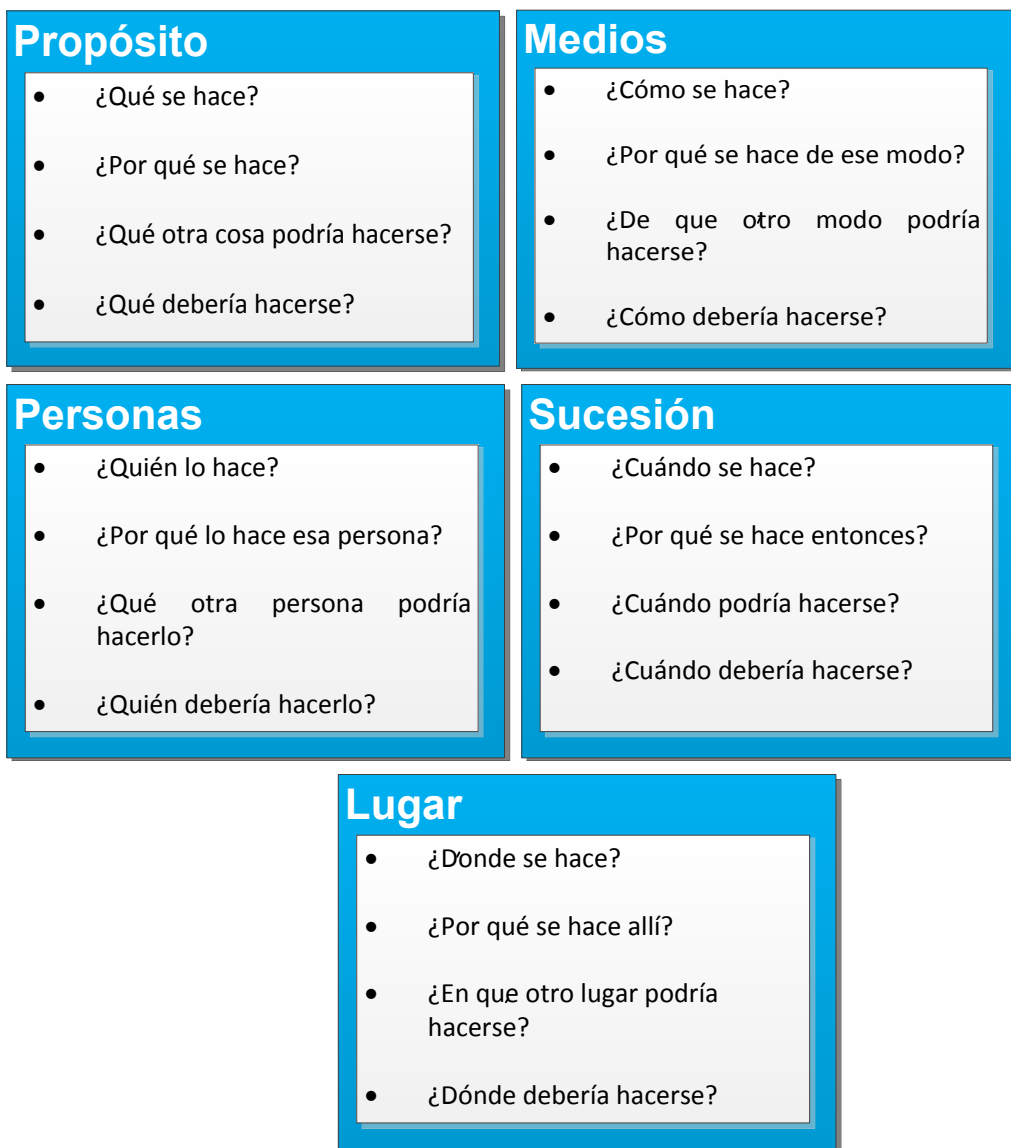 Propósito
• ¿Qué se hace?
• ¿Por qué se hace?
• ¿Qué otra cosa podría hacerse?
• ¿Qué debería hacerse?
Medios
• ¿Cómo se hace?
• ¿Por qué se hace de ese modo?
• ¿De que otro modo podría
hacerse?
• ¿Cómo debería hacerse?
Personas
• ¿Quién lo hace?
• ¿Por qué lo hace esa persona?
• ¿Qué otra persona podría
hacerlo?
• ¿Quién debería hacerlo?
Sucesión
• ¿Cuándo se hace?
• ¿Por qué se hace entonces?
• ¿Cuándo podría hacerse?
• ¿Cuándo debería hacerse?
Lugar
• ¿Donde se hace?
• ¿Por qué se hace allí?
• ¿En que otro lugar podría
hacerse?
• ¿Dónde debería hacerse?